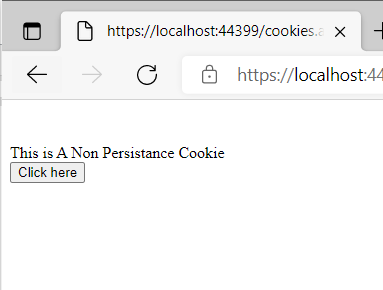 https://localhost:44399/cookies.a
https://localhost:44
This is A Non Persistance Cookie
Click here